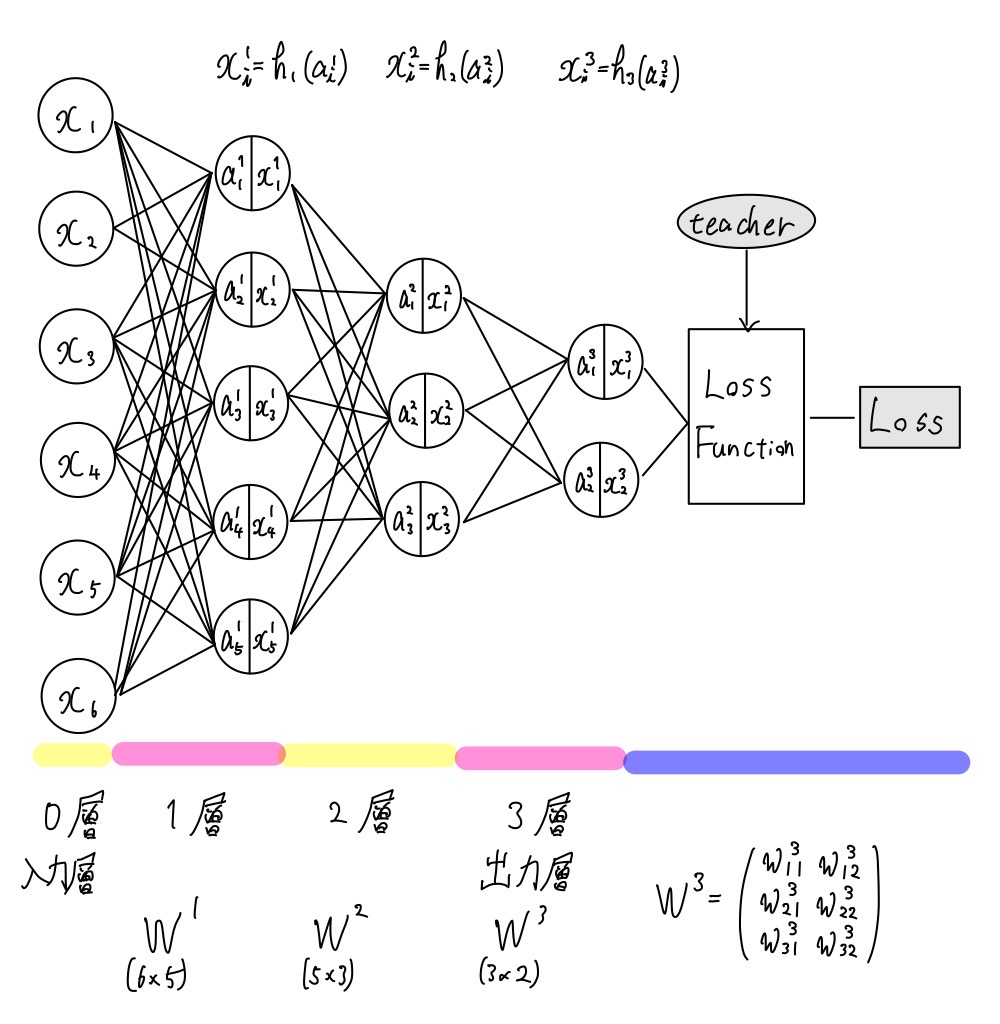 x_i^1 = h_1(a_i^1) x_i^2 = h_2(a_i^2) x_i^3 = h_3(a_i^3)
x_1
x_2
x_3
x_4
x_5
x_6
a_1^1 x_1^1
a_2^1 x_2^1
a_3^1 x_3^1
a_4^1 x_4^1
a_5^1 x_5^1
a_1^2 x_1^2
a_2^2 x_2^2
a_3^2 x_3^2
a_1^3 x_1^3
a_2^3 x_2^3
teacher
Loss
Function
Loss
0層 1層 2層 3層
入力層 出力層
W^1 W^2 W^3
(6×5) (5×3) (3×2)
W^3 = ( w_11^3 w_12^3
w_21^3 w_22^3
w_31^3 w_32^3 )